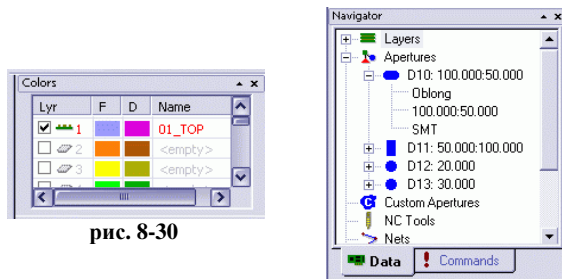 Colors
Lyr F D Name
1 01_TOP
2 <empty>
3 <empty>
рис. 8-30
Navigator
Layers
Apertures
D10: 100.000:50.000
Oblong
100.000:50.000
SMT
D11: 50.000:100.000
D12: 20.000
D13: 30.000
Custom Apertures
NC Tools
Nets
Data Commands